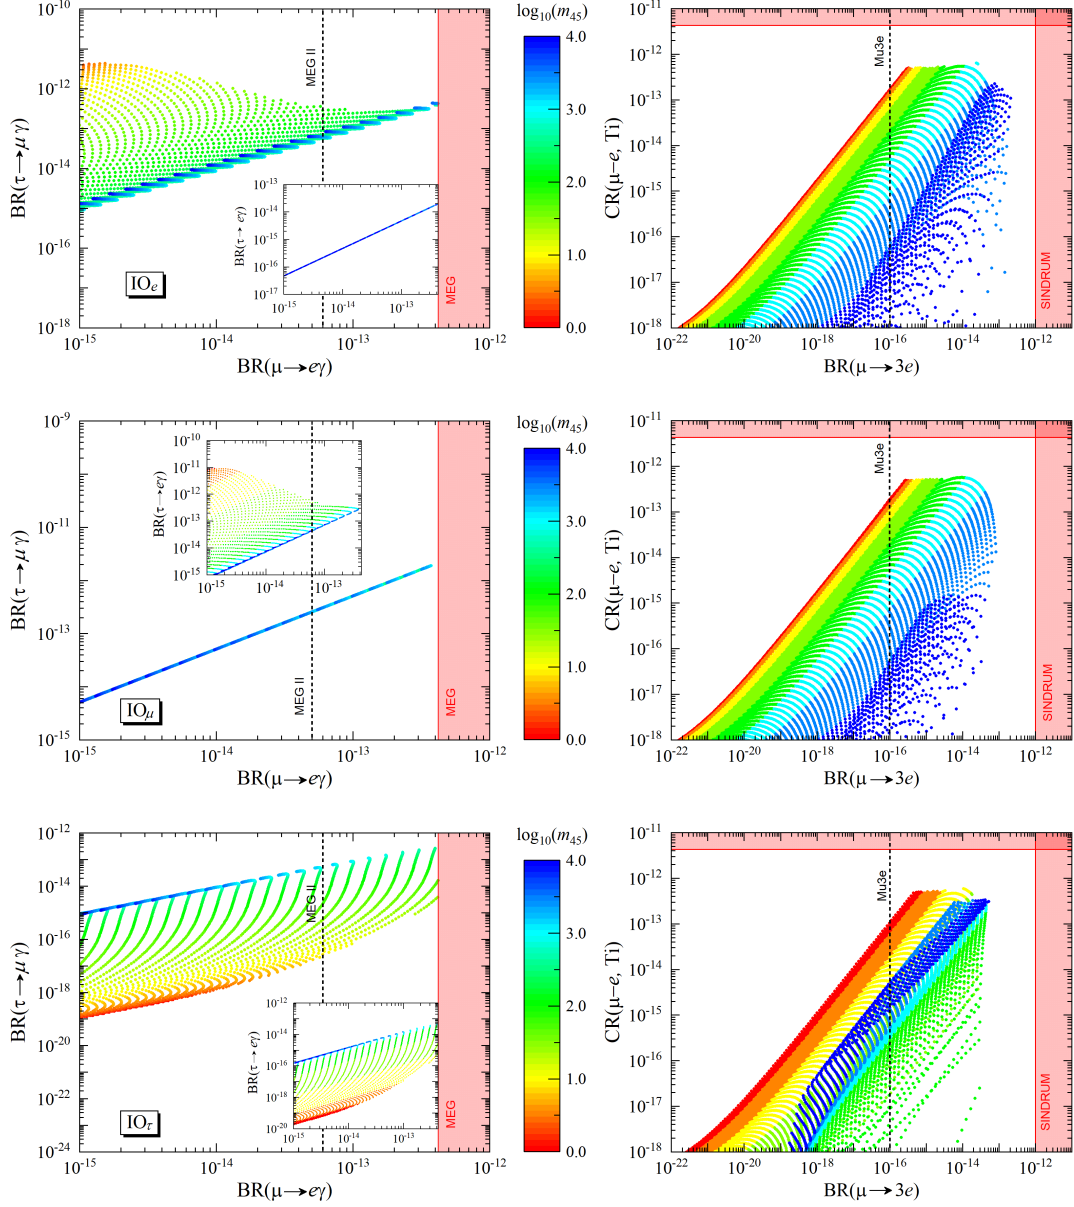 log₁₀(m₄₅)
BR(τ→μγ)
10⁻¹⁰
10⁻¹²
10⁻¹⁴
10⁻¹⁶
10⁻¹⁸
MEG II
MEG
IOₑ
BR(τ→eγ)
10⁻¹³
10⁻¹⁴
10⁻¹⁵
10⁻¹⁶
10⁻¹⁷
10⁻¹⁵ 10⁻¹⁴ 10⁻¹³
10⁻¹⁵ 10⁻¹⁴ 10⁻¹³ 10⁻¹²
BR(μ→eγ)
4.0
3.0
2.0
1.0
0.0
CR(μ−e, Ti)
10⁻¹¹
10⁻¹²
10⁻¹³
10⁻¹⁴
10⁻¹⁵
10⁻¹⁶
10⁻¹⁷
10⁻¹⁸
Mu3e
SINDRUM
10⁻²² 10⁻²⁰ 10⁻¹⁸ 10⁻¹⁶ 10⁻¹⁴ 10⁻¹²
BR(μ→3e)
log₁₀(m₄₅)
BR(τ→μγ)
10⁻⁹
10⁻¹¹
10⁻¹³
10⁻¹⁵
BR(τ→eγ)
10⁻¹⁰
10⁻¹¹
10⁻¹²
10⁻¹³
10⁻¹⁴
10⁻¹⁵
10⁻¹⁵ 10⁻¹⁴ 10⁻¹³
MEG II
MEG
IOμ
10⁻¹⁵ 10⁻¹⁴ 10⁻¹³ 10⁻¹²
BR(μ→eγ)
4.0
3.0
2.0
1.0
0.0
CR(μ−e, Ti)
10⁻¹¹
10⁻¹²
10⁻¹³
10⁻¹⁴
10⁻¹⁵
10⁻¹⁶
10⁻¹⁷
10⁻¹⁸
Mu3e
SINDRUM
10⁻²² 10⁻²⁰ 10⁻¹⁸ 10⁻¹⁶ 10⁻¹⁴ 10⁻¹²
BR(μ→3e)
log₁₀(m₄₅)
BR(τ→μγ)
10⁻¹²
10⁻¹⁴
10⁻¹⁶
10⁻¹⁸
10⁻²⁰
10⁻²²
10⁻²⁴
MEG II
MEG
IOτ
BR(τ→eγ)
10⁻¹²
10⁻¹⁴
10⁻¹⁶
10⁻¹⁸
10⁻²⁰
10⁻¹⁵ 10⁻¹⁴ 10⁻¹³
10⁻¹⁵ 10⁻¹⁴ 10⁻¹³ 10⁻¹²
BR(μ→eγ)
4.0
3.0
2.0
1.0
0.0
CR(μ−e, Ti)
10⁻¹¹
10⁻¹²
10⁻¹³
10⁻¹⁴
10⁻¹⁵
10⁻¹⁶
10⁻¹⁷
10⁻¹⁸
Mu3e
SINDRUM
10⁻²² 10⁻²⁰ 10⁻¹⁸ 10⁻¹⁶ 10⁻¹⁴ 10⁻¹²
BR(μ→3e)